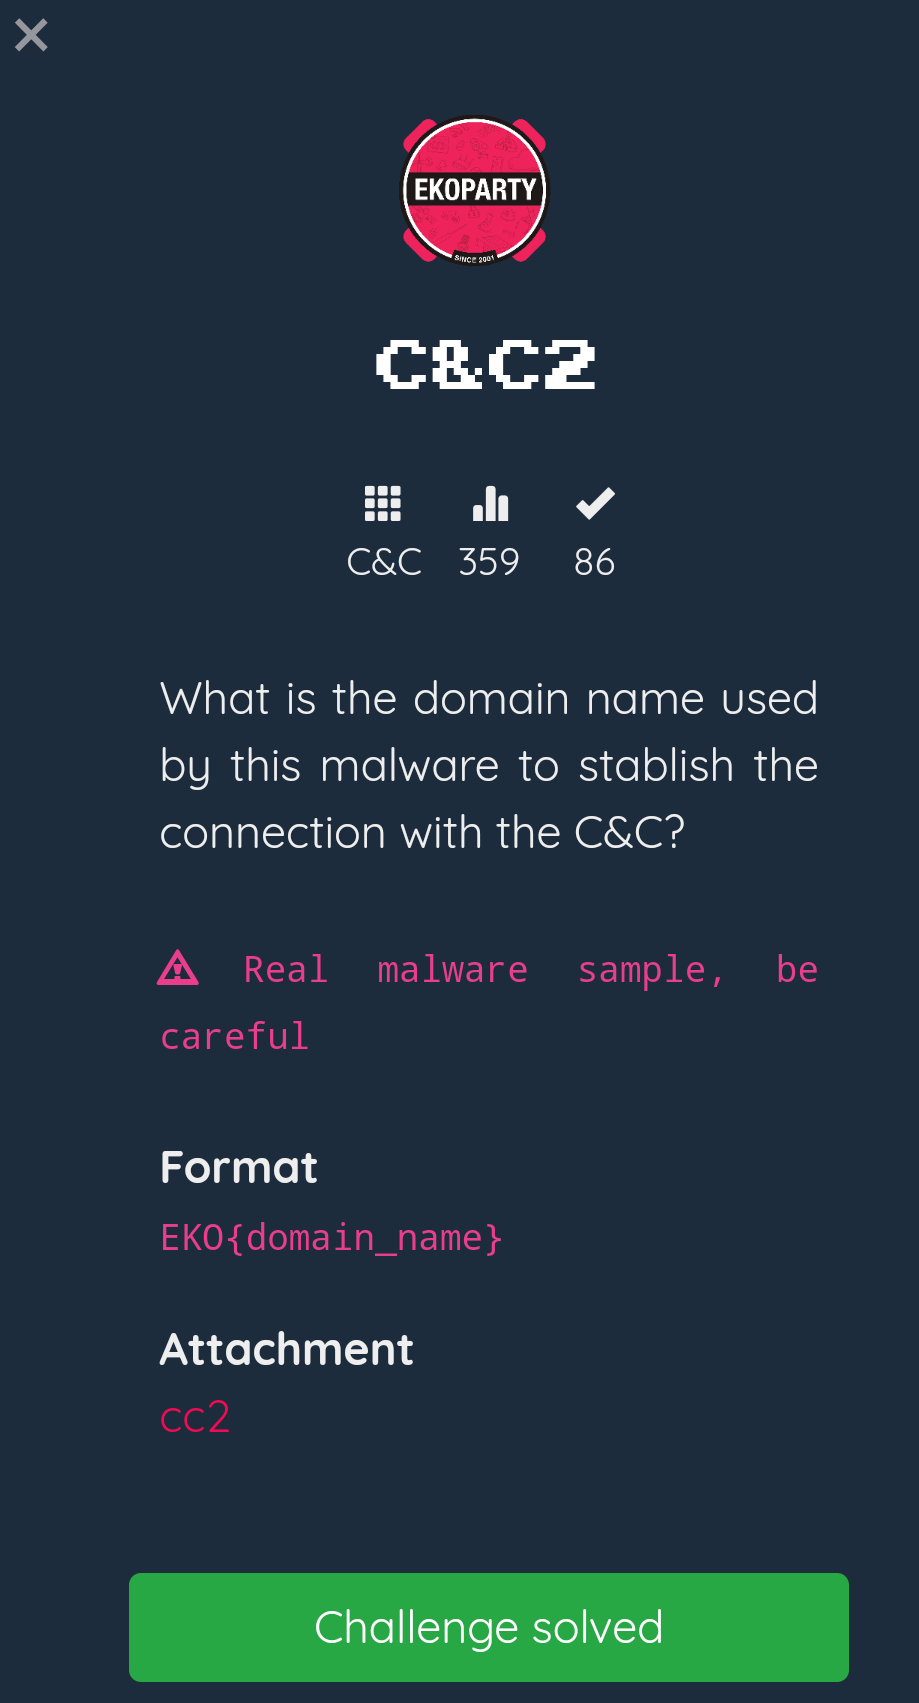 EKOPARTY
SINCE 2001
C&C2
C&C 359 86
What is the domain name used
by this malware to stablish the
connection with the C&C?
Real malware sample, be
careful
Format
EKO{domain_name}
Attachment
cc2
Challenge solved